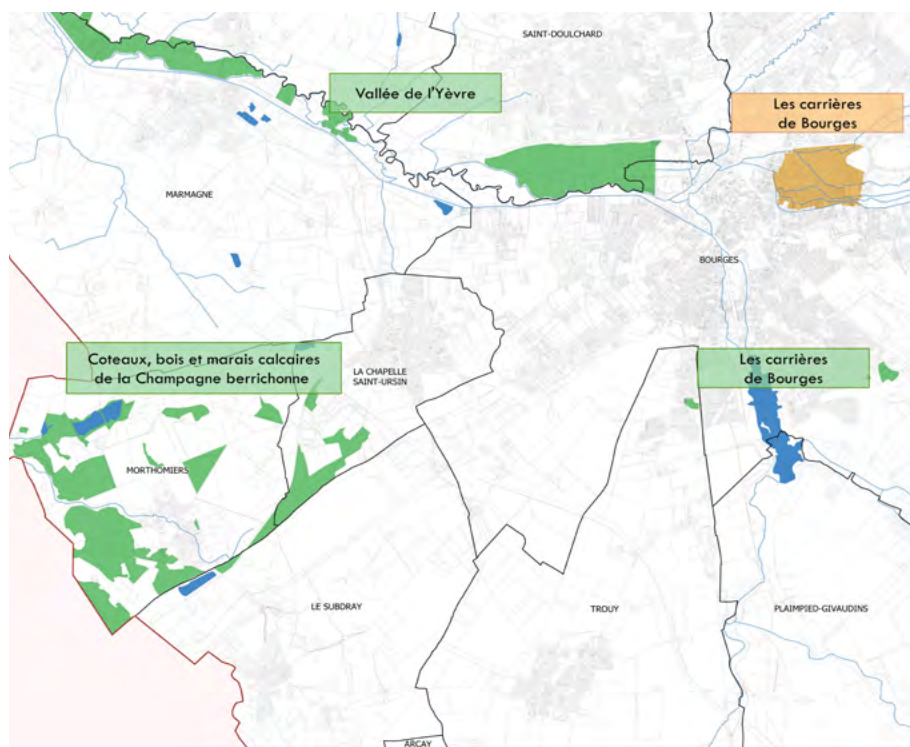 SAINT-DOULCHARD
Vallée de l'Yèvre
Les carrières
de Bourges
MARMAGNE
BOURGES
Coteaux, bois et marais calcaires
de la Champagne berrichonne
LA CHAPELLE
SAINT-URSIN
Les carrières
de Bourges
MORTHOMIERS
LE SUBDRAY
TROUY
PLAIMPIED-GIVAUDINS
ARCAY